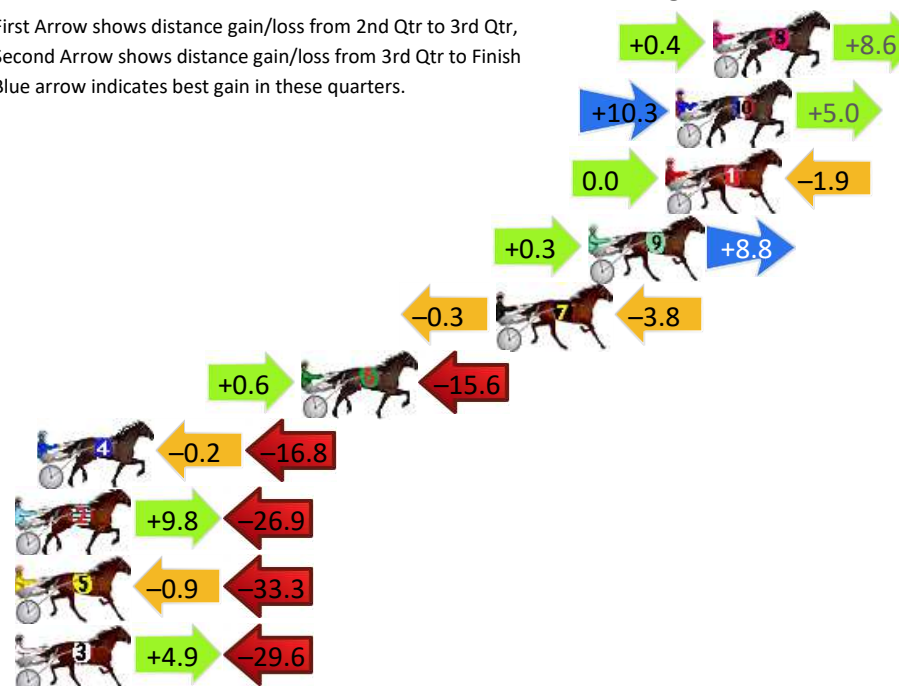 First Arrow shows distance gain/loss from 2nd Qtr to 3rd Qtr,
Second Arrow shows distance gain/loss from 3rd Qtr to Finish
Blue arrow indicates best gain in these quarters.
+0.4 8 +8.6
+10.3 10 +5.0
0.0 1 –1.9
+0.3 9 +8.8
–0.3 7 –3.8
+0.6 6 –15.6
4 –0.2 –16.8
2 +9.8 –26.9
5 –0.9 –33.3
3 +4.9 –29.6